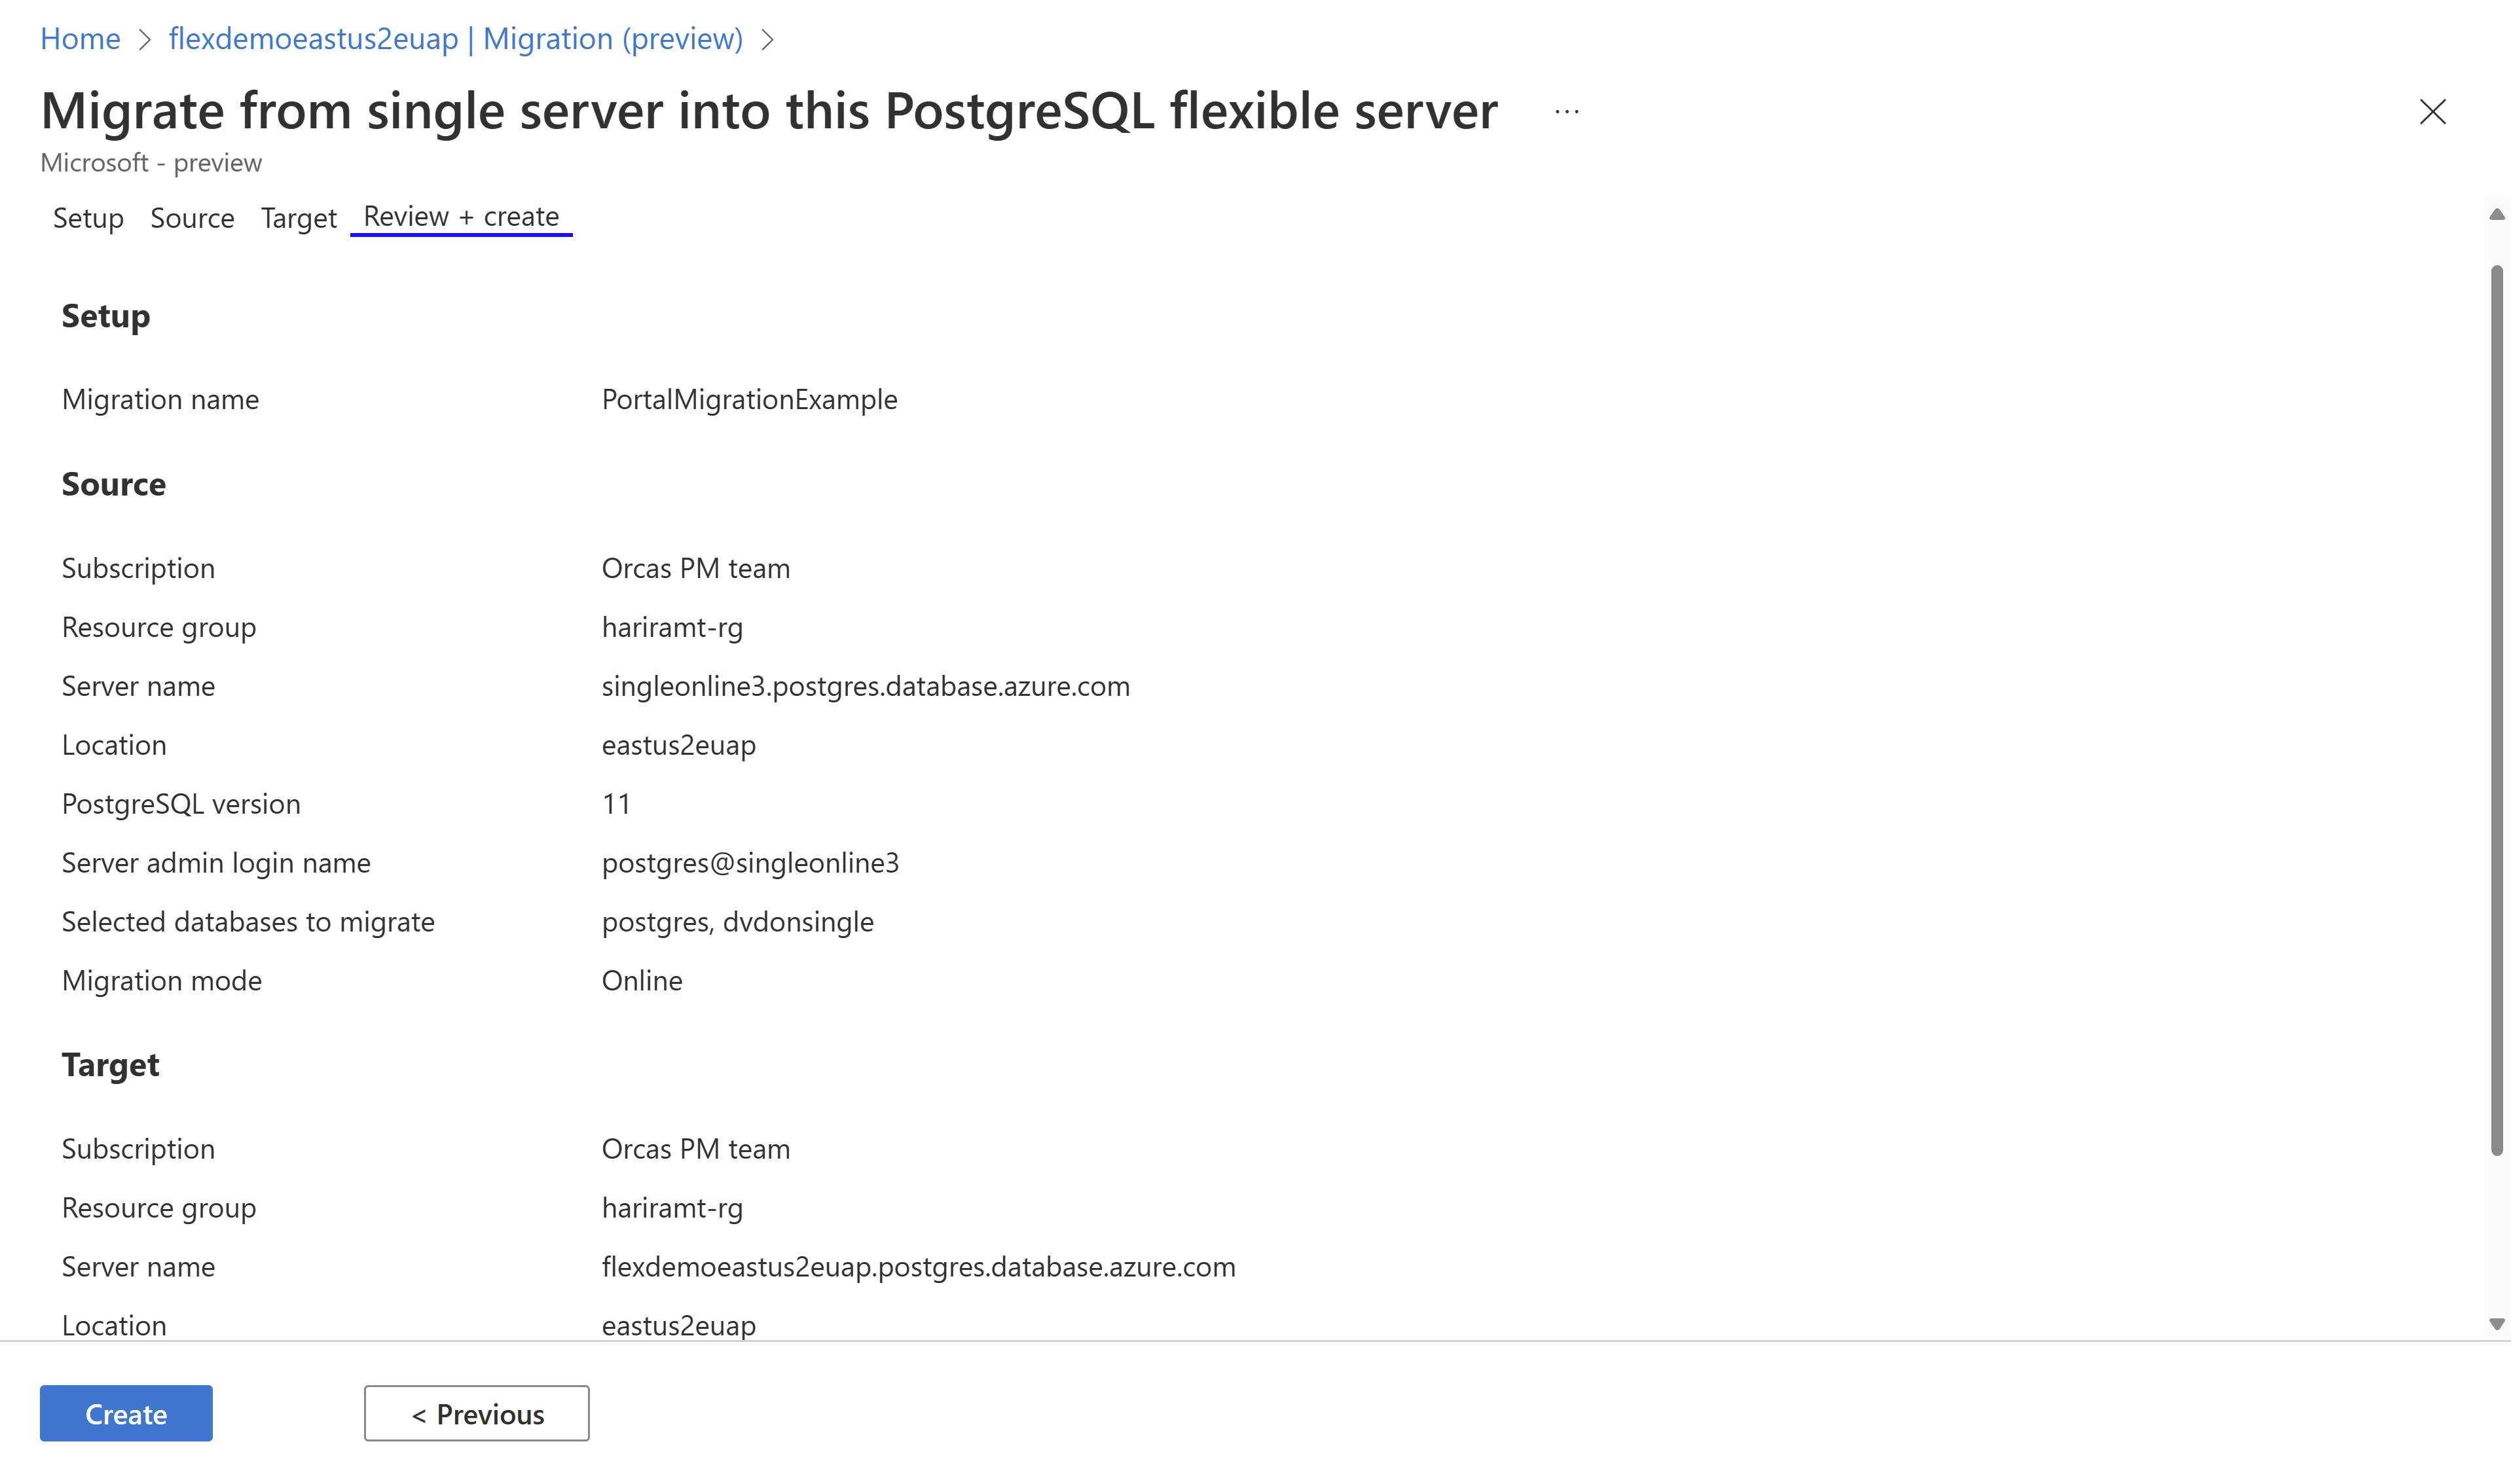 Home > flexdemoeastus2euap | Migration (preview) >
Migrate from single server into this PostgreSQL flexible server ...
Microsoft - preview
Setup Source Target Review + create
Setup
Migration name PortalMigrationExample
Source
Subscription Orcas PM team
Resource group hariramt-rg
Server name singleonline3.postgres.database.azure.com
Location eastus2euap
PostgreSQL version 11
Server admin login name postgres@singleonline3
Selected databases to migrate postgres, dvdonsingle
Migration mode Online
Target
Subscription Orcas PM team
Resource group hariramt-rg
Server name flexdemoeastus2euap.postgres.database.azure.com
Location eastus2euap
Create < Previous